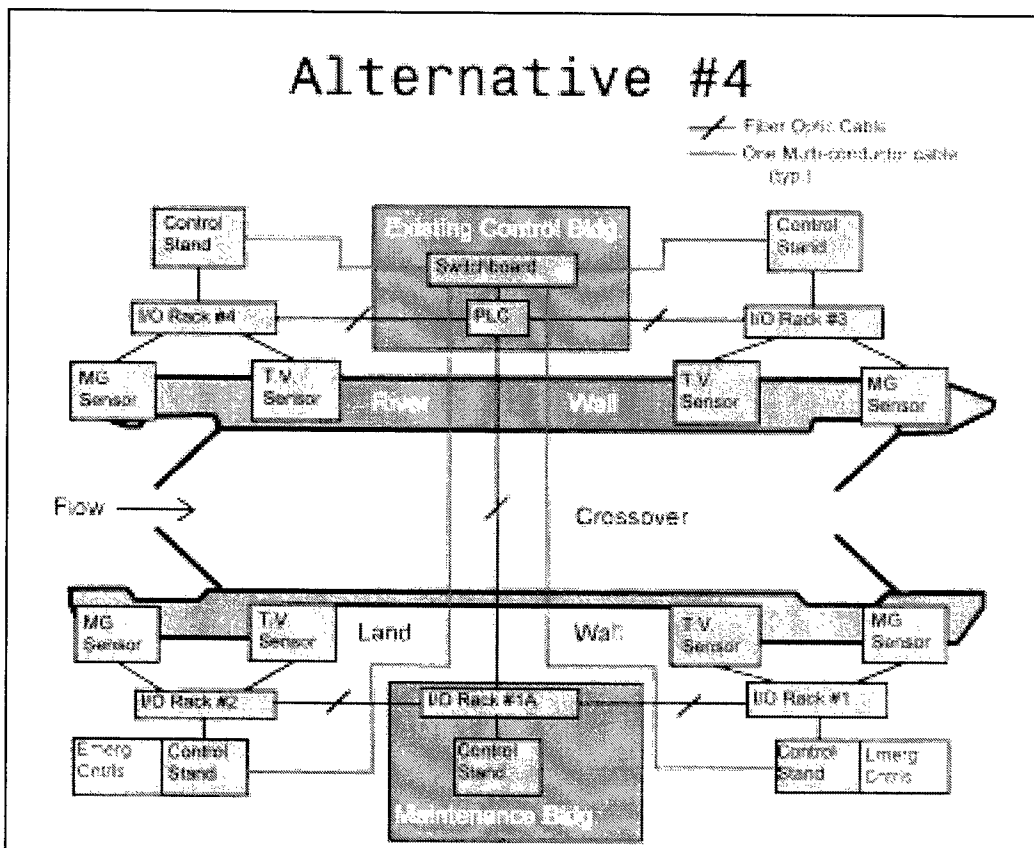 Alternative #4
Fiber Optic Cable
One Multi-conductor cable
(typ.)
Control
Stand
Existing Control Bldg
Control
Stand
Switchboard
I/O Rack #4
PLC
I/O Rack #3
MG
Sensor
T.V.
Sensor
River Wall
T.V.
Sensor
MG
Sensor
Flow
Crossover
MG
Sensor
T.V.
Sensor
Land Wall
T.V.
Sensor
MG
Sensor
I/O Rack #2
I/O Rack #1A
I/O Rack #1
Emerg
Cntrls
Control
Stand
Control
Stand
Control
Stand
Emerg
Cntrls
Maintenance Bldg